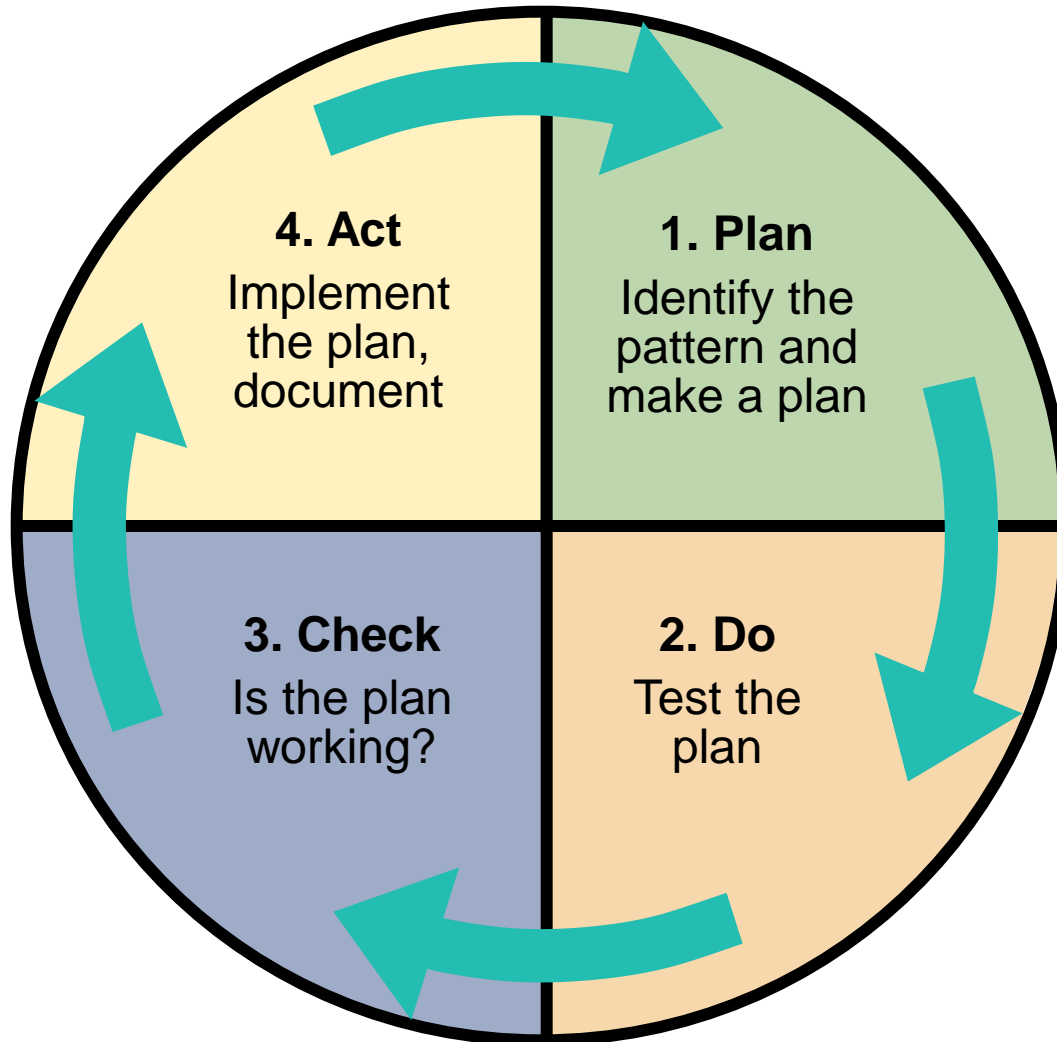 4. Act
Implement
the plan,
document
1. Plan
Identify the
pattern and
make a plan
3. Check
Is the plan
working?
2. Do
Test the
plan